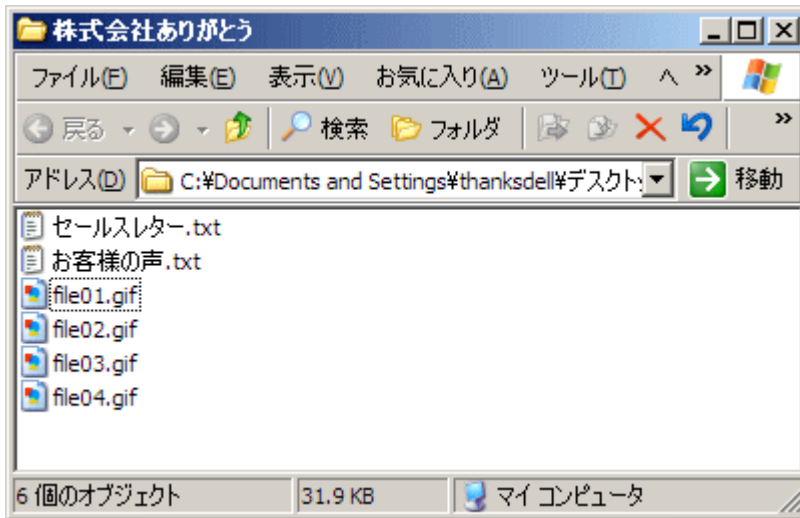 株式会社ありがとう
ファイル(F) 編集(E) 表示(V) お気に入り(A) ツール(T) ヘ »
戻る 検索 フォルダ »
アドレス(D) C:¥Documents and Settings¥thanksdell¥デスクト 移動
セールスレター.txt
お客様の声.txt
file01.gif
file02.gif
file03.gif
file04.gif
6 個のオブジェクト 31.9 KB マイ コンピュータ